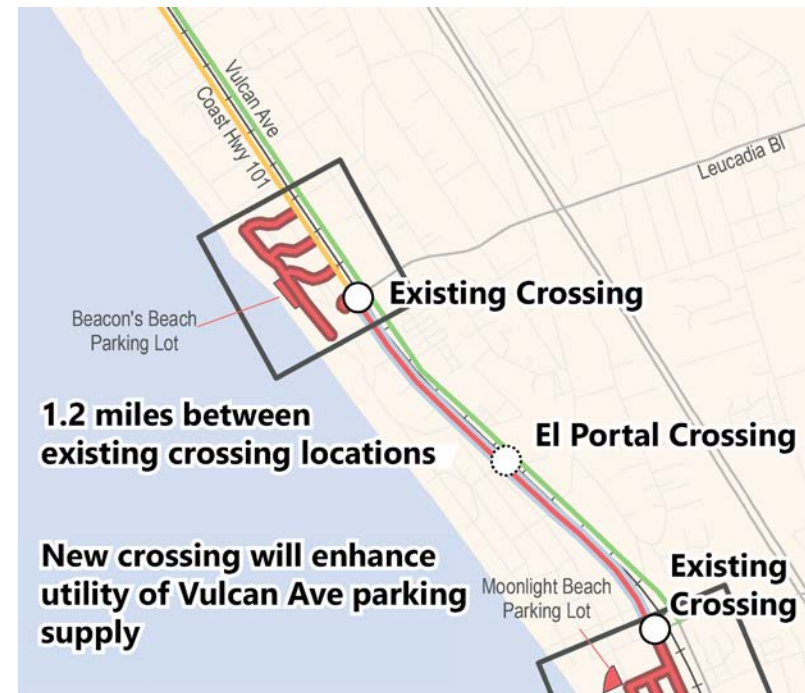 Vulcan Ave
Coast Hwy 101
Leucadia Bl
Existing Crossing
Beacon's Beach
Parking Lot
1.2 miles between
existing crossing locations
El Portal Crossing
New crossing will enhance
utility of Vulcan Ave parking
supply
Moonlight Beach
Parking Lot
Existing
Crossing